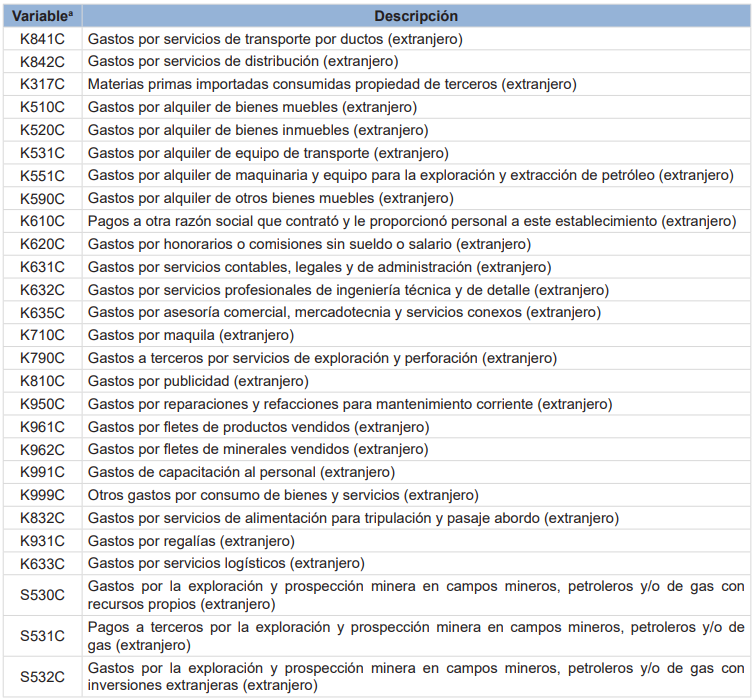 Variableª Descripción
K841C Gastos por servicios de transporte por ductos (extranjero)
K842C Gastos por servicios de distribución (extranjero)
K317C Materias primas importadas consumidas propiedad de terceros (extranjero)
K510C Gastos por alquiler de bienes muebles (extranjero)
K520C Gastos por alquiler de bienes inmuebles (extranjero)
K531C Gastos por alquiler de equipo de transporte (extranjero)
K551C Gastos por alquiler de maquinaria y equipo para la exploración y extracción de petróleo (extranjero)
K590C Gastos por alquiler de otros bienes muebles (extranjero)
K610C Pagos a otra razón social que contrató y le proporcionó personal a este establecimiento (extranjero)
K620C Gastos por honorarios o comisiones sin sueldo o salario (extranjero)
K631C Gastos por servicios contables, legales y de administración (extranjero)
K632C Gastos por servicios profesionales de ingeniería técnica y de detalle (extranjero)
K635C Gastos por asesoría comercial, mercadotecnia y servicios conexos (extranjero)
K710C Gastos por maquila (extranjero)
K790C Gastos a terceros por servicios de exploración y perforación (extranjero)
K810C Gastos por publicidad (extranjero)
K950C Gastos por reparaciones y refacciones para mantenimiento corriente (extranjero)
K961C Gastos por fletes de productos vendidos (extranjero)
K962C Gastos por fletes de minerales vendidos (extranjero)
K991C Gastos de capacitación al personal (extranjero)
K999C Otros gastos por consumo de bienes y servicios (extranjero)
K832C Gastos por servicios de alimentación para tripulación y pasaje abordo (extranjero)
K931C Gastos por regalías (extranjero)
K633C Gastos por servicios logísticos (extranjero)
S530C Gastos por la exploración y prospección minera en campos mineros, petroleros y/o de gas con
recursos propios (extranjero)
S531C Pagos a terceros por la exploración y prospección minera en campos mineros, petroleros y/o de
gas (extranjero)
S532C Gastos por la exploración y prospección minera en campos mineros, petroleros y/o de gas con
inversiones extranjeras (extranjero)